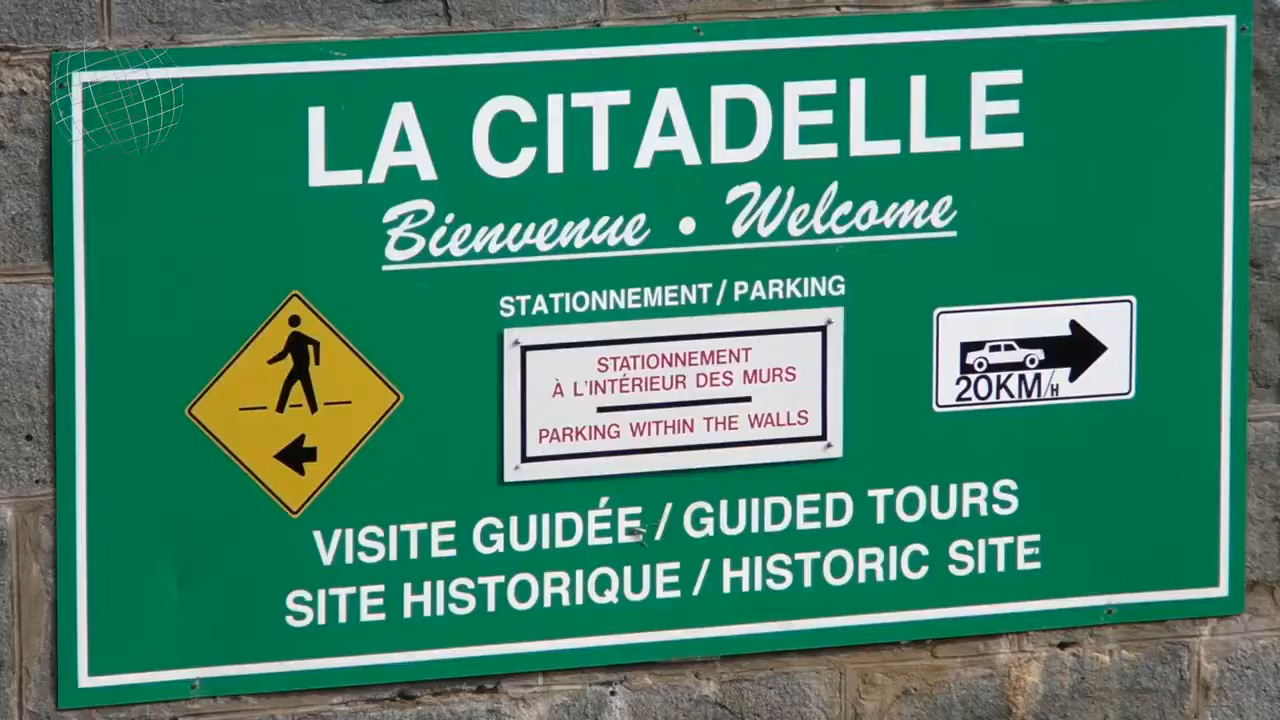 LA CITADELLE
Bienvenue • Welcome
STATIONNEMENT / PARKING
STATIONNEMENT
À L'INTÉRIEUR DES MURS
PARKING WITHIN THE WALLS
20KM/H
VISITE GUIDÉE / GUIDED TOURS
SITE HISTORIQUE / HISTORIC SITE